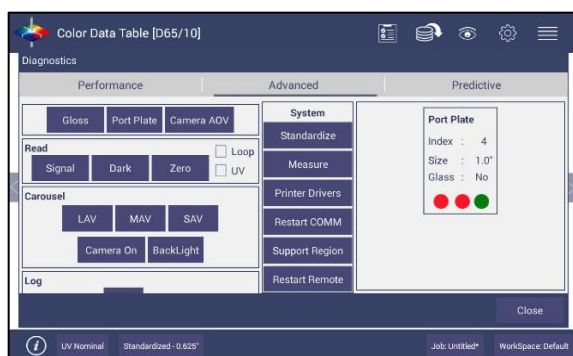 Color Data Table [D65/10]
Diagnostics
Performance
Advanced
Predictive
Gloss
Port Plate
Camera AOV
Read
Signal
Dark
Zero
Loop
UV
Carousel
LAV
MAV
SAV
Camera On
BackLight
Log
System
Standardize
Measure
Printer Drivers
Restart COMM
Support Region
Restart Remote
Port Plate
Index : 4
Size : 1.0"
Glass : No
Close
i
UV Nominal
Standardized - 0.625"
Job: Untitled*
WorkSpace: Default